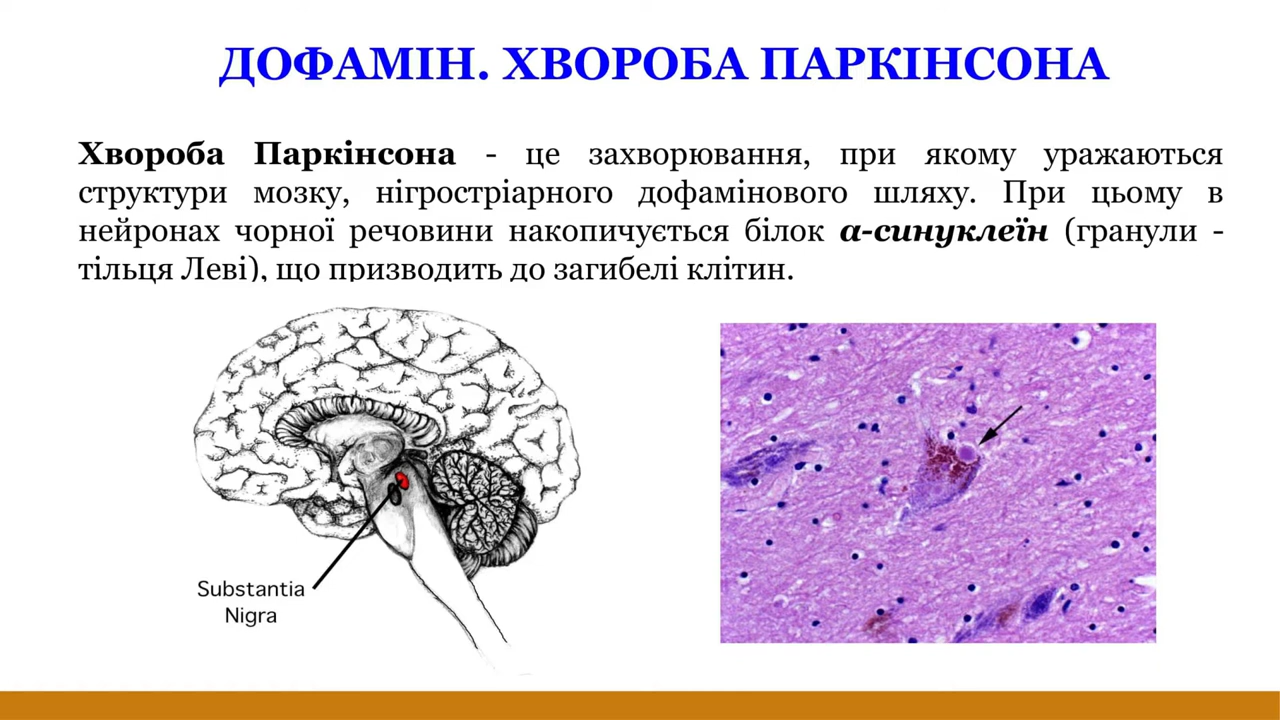 ДОФАМІН. ХВОРОБА ПАРКІНСОНА
Хвороба Паркінсона - це захворювання, при якому уражаються
структури мозку, нігростріарного дофамінового шляху. При цьому в
нейронах чорної речовини накопичується білок α-синуклеїн (гранули -
тільця Леві), що призводить до загибелі клітин.
Substantia
Nigra